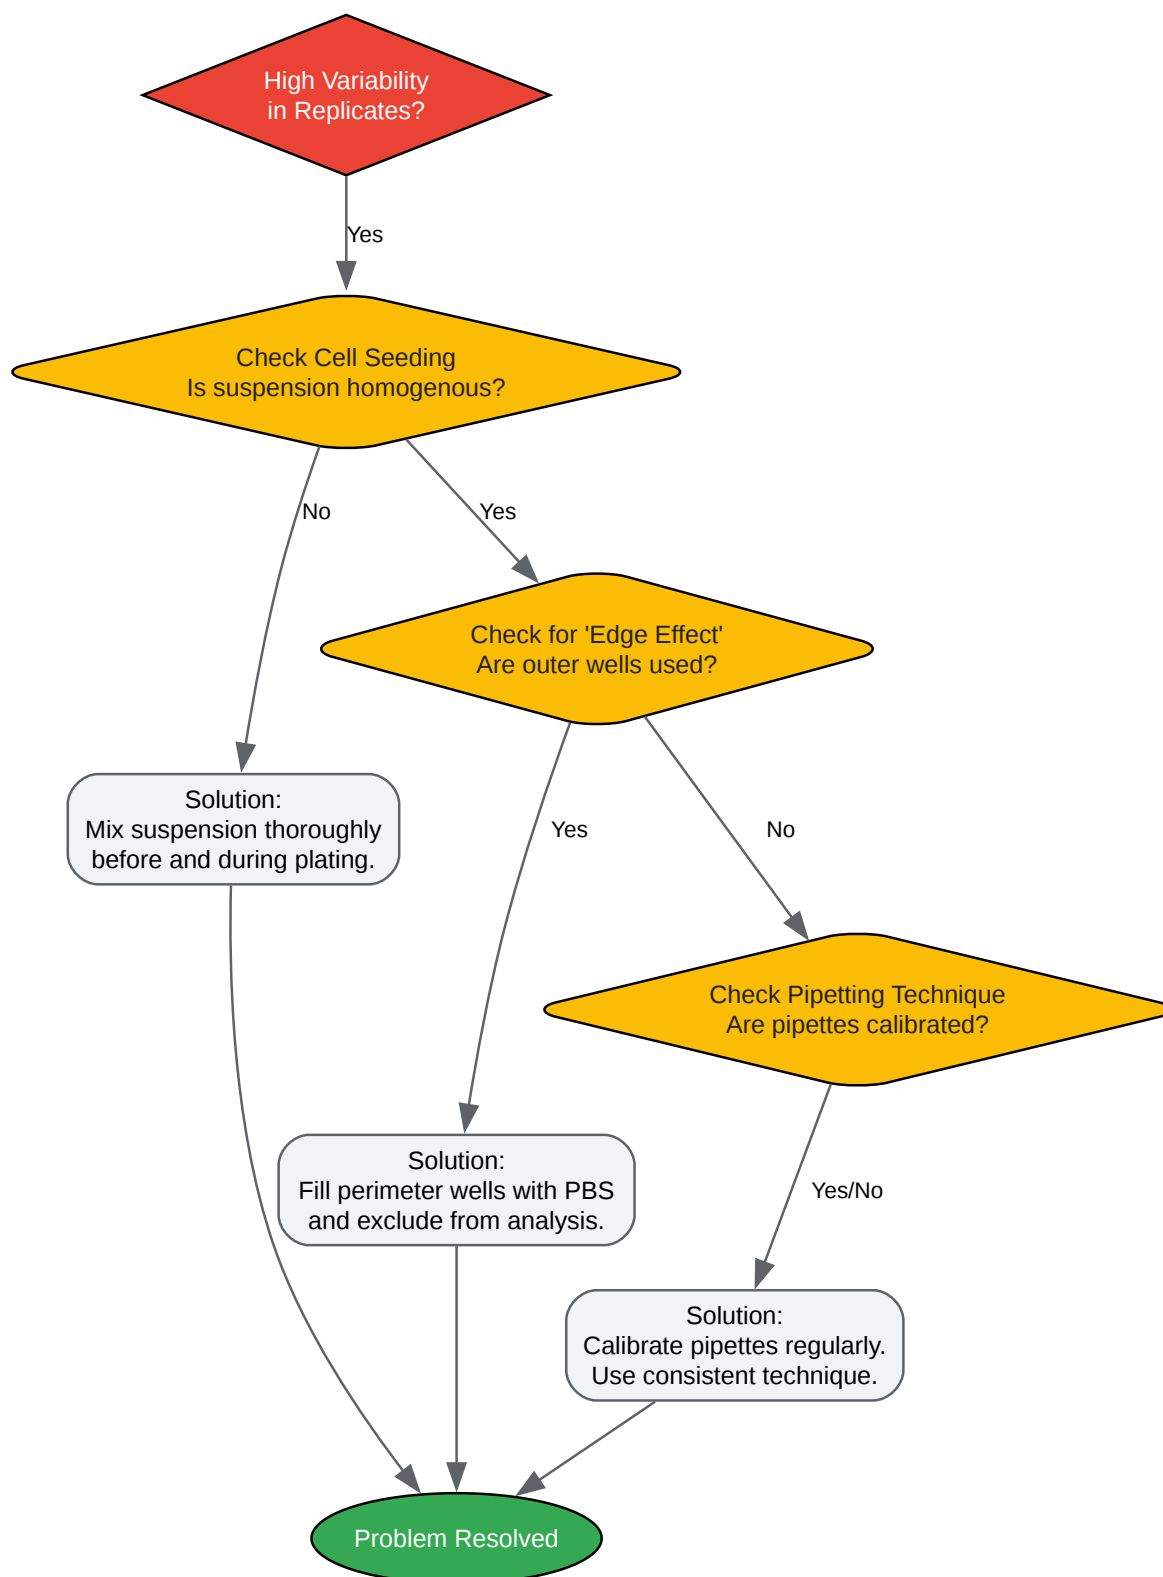 High Variability
in Replicates?
Yes
Check Cell Seeding
Is suspension homogenous?
No
Yes
Check for 'Edge Effect'
Are outer wells used?
Solution:
Mix suspension thoroughly
before and during plating.
Yes
No
Check Pipetting Technique
Are pipettes calibrated?
Solution:
Fill perimeter wells with PBS
and exclude from analysis.
Yes/No
Solution:
Calibrate pipettes regularly.
Use consistent technique.
Problem Resolved